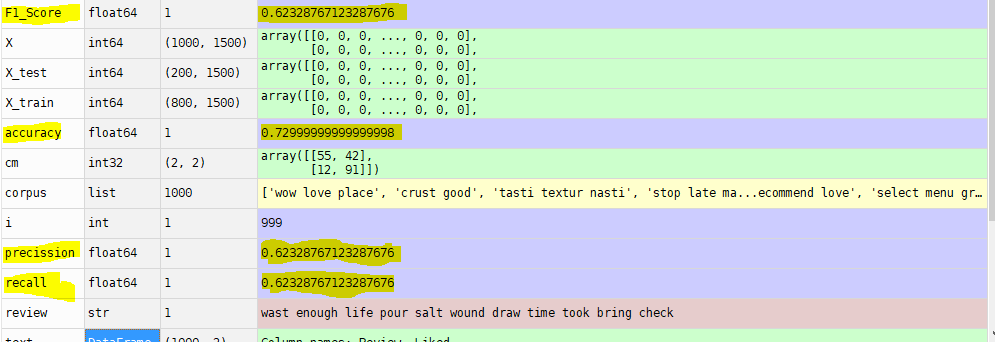 F1_Score float64 1 0.62328767123287676
X int64 (1000, 1500) array([[0, 0, 0, ..., 0, 0, 0],
[0, 0, 0, ..., 0, 0, 0],
X_test int64 (200, 1500) array([[0, 0, 0, ..., 0, 0, 0],
[0, 0, 0, ..., 0, 0, 0],
X_train int64 (800, 1500) array([[0, 0, 0, ..., 0, 0, 0],
[0, 0, 0, ..., 0, 0, 0],
accuracy float64 1 0.72999999999999998
cm int32 (2, 2) array([[55, 42],
[12, 91]])
corpus list 1000 ['wow love place', 'crust good', 'tasti textur nasti', 'stop late ma...ecommend love', 'select menu gr…
i int 1 999
precission float64 1 0.62328767123287676
recall float64 1 0.62328767123287676
review str 1 wast enough life pour salt wound draw time took bring check
text DataFrame (1000, 2) Column names: Review, Liked